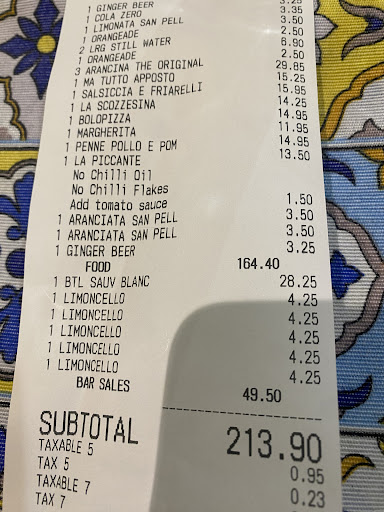 1 GINGER BEER 3.25
1 COLA ZERO 3.35
1 LIMONATA SAN PELL 3.50
1 ORANGEADE 2.50
2 LRG STILL WATER 6.90
1 ORANGEADE 2.50
3 ARANCINA THE ORIGINAL 29.85
1 MA TUTTO APPOSTO 15.25
1 SALSICCIA E FRIARELLI 15.95
1 LA SCOZZESINA 14.25
1 BOLOPIZZA 14.95
1 MARGHERITA 11.95
1 PENNE POLLO E POM 14.95
1 LA PICCANTE 13.50
No Chilli Oil
No Chilli Flakes
Add tomato sauce 1.50
1 ARANCIATA SAN PELL 3.50
1 ARANCIATA SAN PELL 3.50
1 GINGER BEER 3.25
FOOD 164.40
1 BTL SAUV BLANC 28.25
1 LIMONCELLO 4.25
1 LIMONCELLO 4.25
1 LIMONCELLO 4.25
1 LIMONCELLO 4.25
1 LIMONCELLO 4.25
BAR SALES 49.50
SUBTOTAL 213.90
TAXABLE 5 0.95
TAX 5 0.23
TAXABLE 7
TAX 7